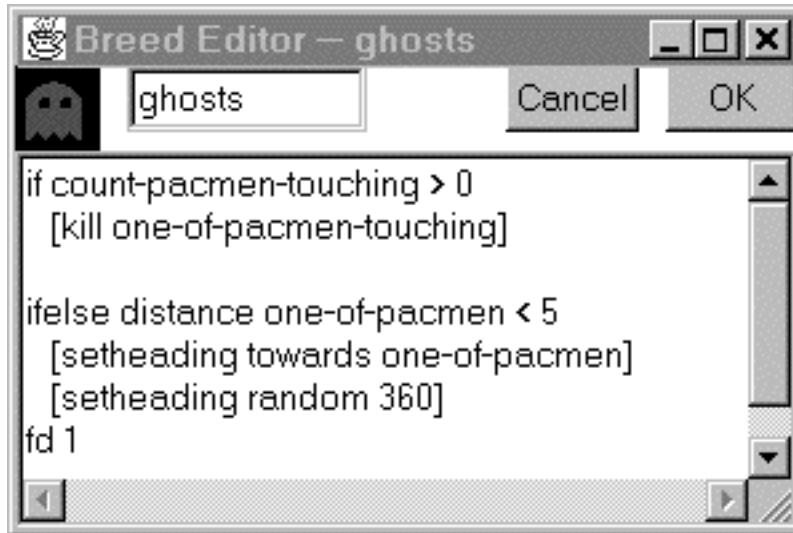 Breed Editor – ghosts
ghosts Cancel OK
if count-pacmen-touching > 0
[kill one-of-pacmen-touching]
ifelse distance one-of-pacmen < 5
[setheading towards one-of-pacmen]
[setheading random 360]
fd 1